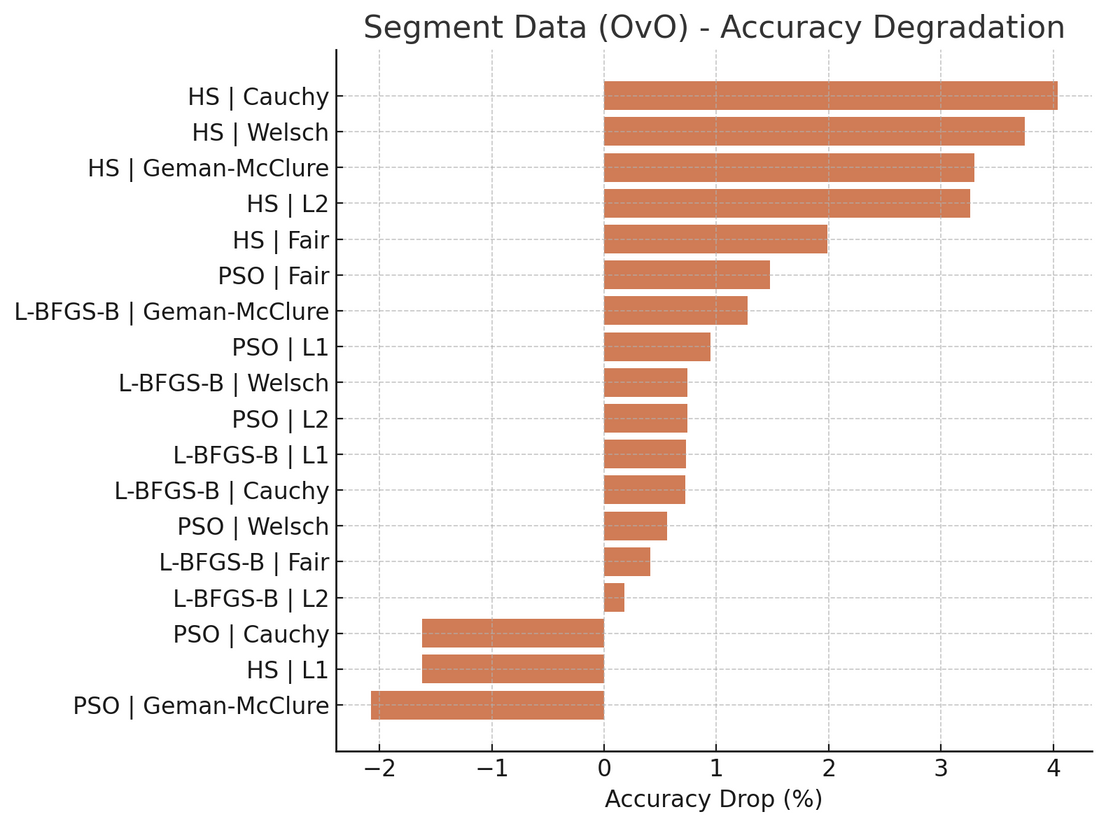 Segment Data (OvO) - Accuracy Degradation
HS | Cauchy
HS | Welsch
HS | Geman-McClure
HS | L2
HS | Fair
PSO | Fair
L-BFGS-B | Geman-McClure
PSO | L1
L-BFGS-B | Welsch
PSO | L2
L-BFGS-B | L1
L-BFGS-B | Cauchy
PSO | Welsch
L-BFGS-B | Fair
L-BFGS-B | L2
PSO | Cauchy
HS | L1
PSO | Geman-McClure
−2 −1 0 1 2 3 4
Accuracy Drop (%)